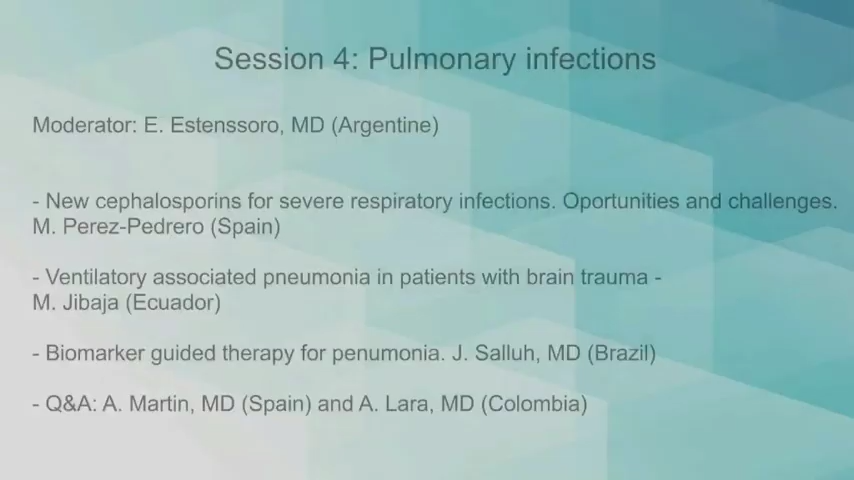 Session 4: Pulmonary infections
Moderator: E. Estenssoro, MD (Argentine)
- New cephalosporins for severe respiratory infections. Oportunities and challenges.
M. Perez-Pedrero (Spain)
- Ventilatory associated pneumonia in patients with brain trauma -
M. Jibaja (Ecuador)
- Biomarker guided therapy for penumonia. J. Salluh, MD (Brazil)
- Q&A: A. Martin, MD (Spain) and A. Lara, MD (Colombia)